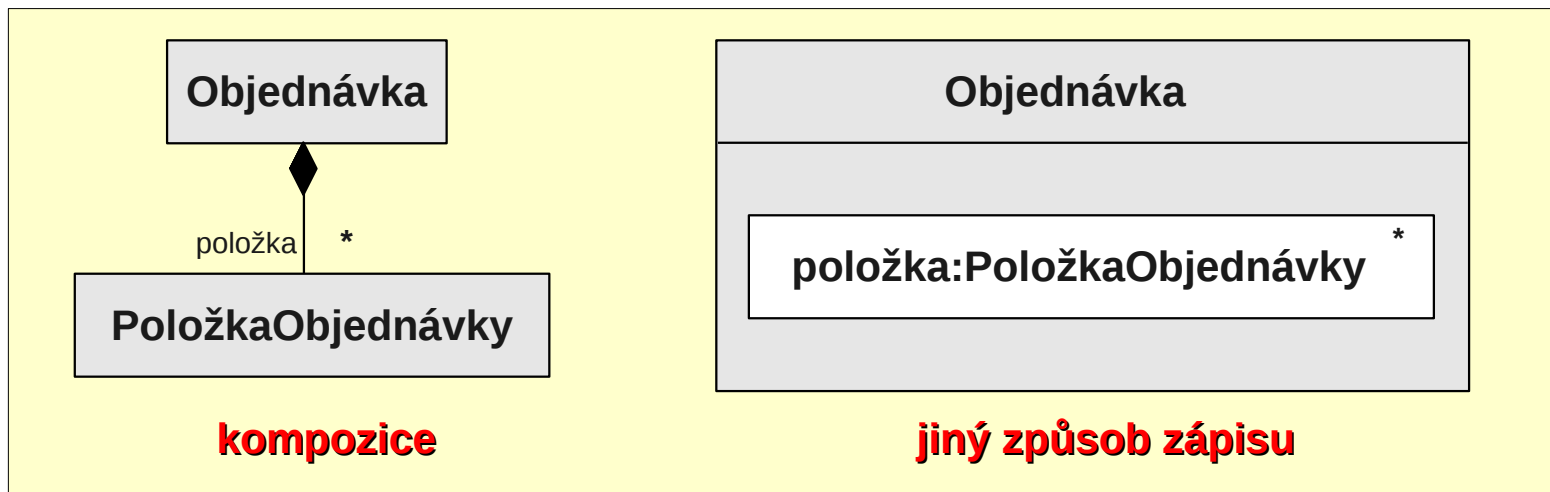 Objednávka
položka *
PoložkaObjednávky
kompozice
Objednávka
*
položka:PoložkaObjednávky
jiný způsob zápisu